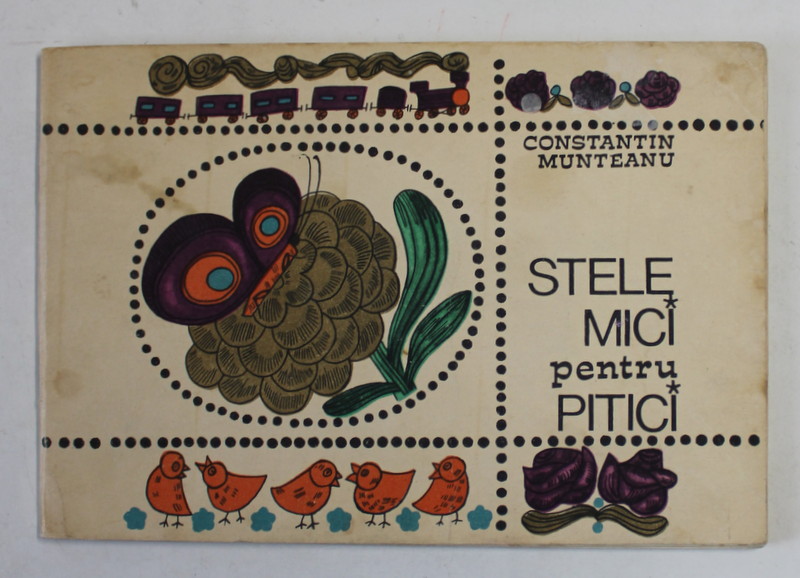 CONSTANTIN
MUNTEANU
STELE
MICI
pentru
PITICI